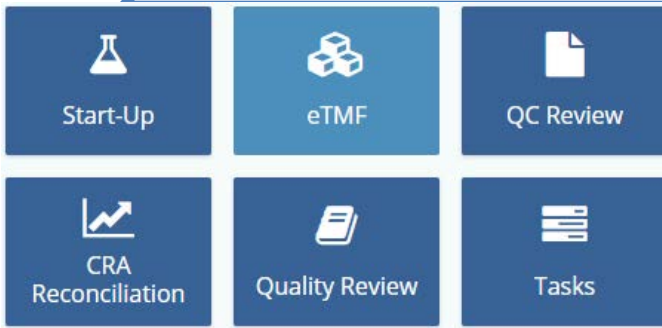 Start-Up
eTMF
QC Review
CRA
Reconciliation
Quality Review
Tasks